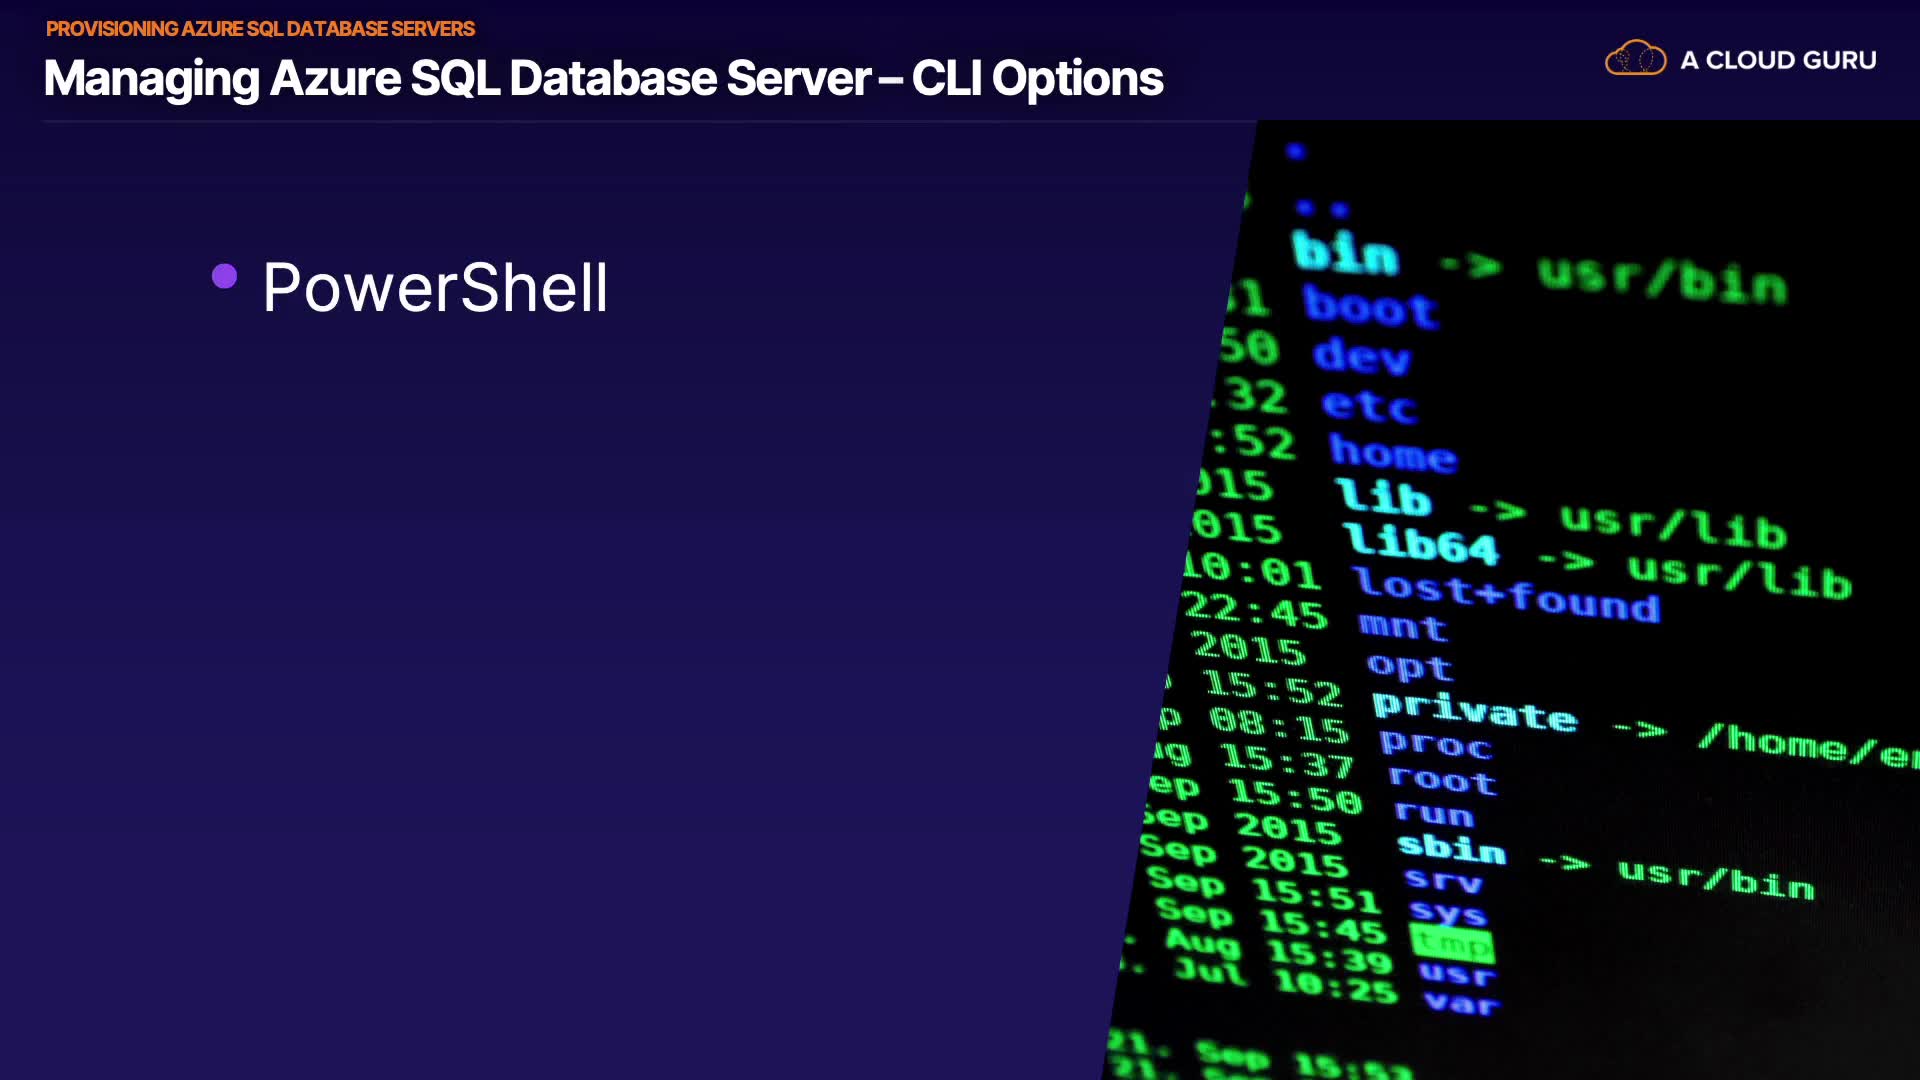 PROVISIONING AZURE SQL DATABASE SERVERS
Managing Azure SQL Database Server – CLI Options
A CLOUD GURU
PowerShell
.
..
bin -> usr/bin
boot
50 dev
32 etc
:52 home
015 lib -> usr/lib
015 lib64 -> usr/lib
10:01 lost+found
22:45 mnt
2015 opt
15:52 private -> /home/
08:15 proc
15:37 root
15:50 run
Sep 2015 sbin -> usr/bin
Sep 2015 srv
Sep 15:51 sys
Sep 15:45 tmp
Aug 15:39 usr
Jul 10:25 var
21. Sep 15:53
21.